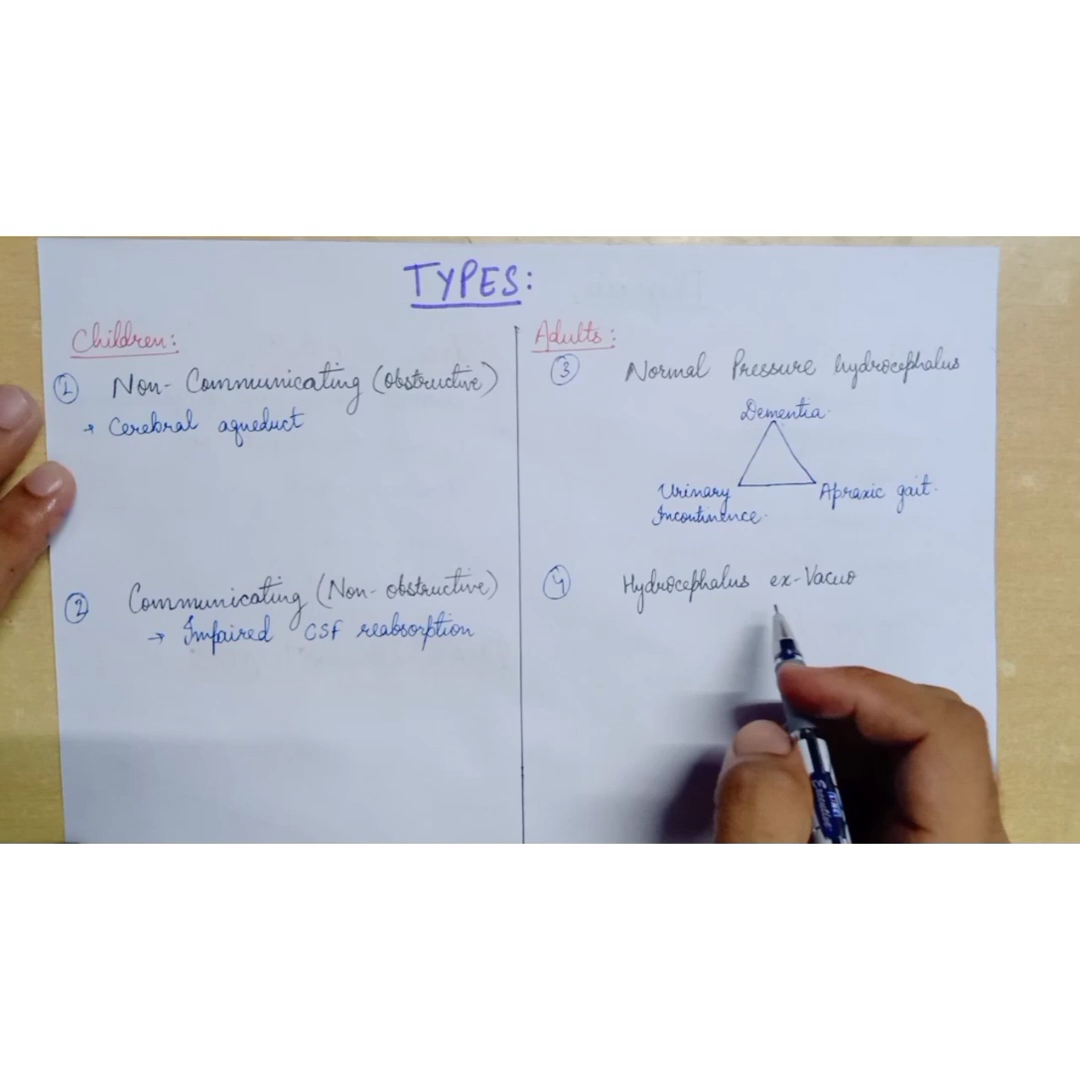 TYPES:
Children:
① Non-Communicating (obstructive)
→ Cerebral aqueduct
② Communicating (Non-obstructive)
→ Impaired CSF reabsorption
Adults:
③ Normal Pressure hydrocephalus
Dementia
Urinary Incontinence
Apraxic gait
④ Hydrocephalus ex-Vacuo